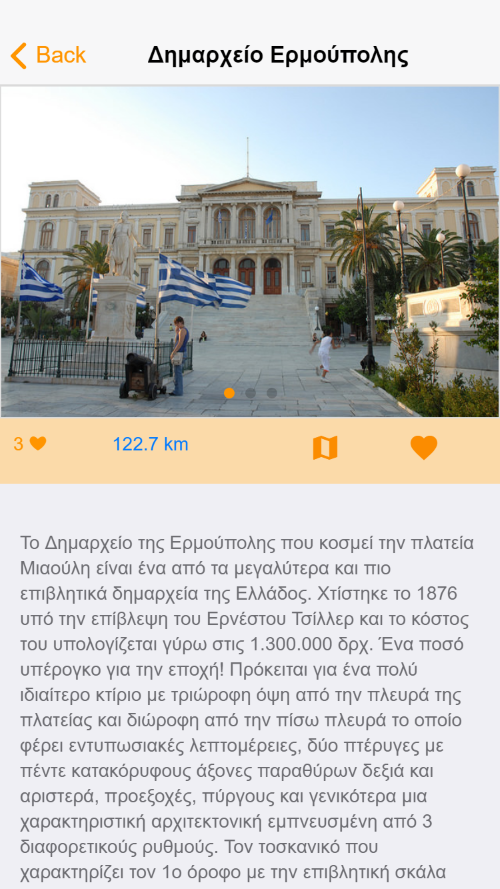 Back
Δημαρχείο Ερμούπολης
3
122.7 km
Το Δημαρχείο της Ερμούπολης που κοσμεί την πλατεία
Μιαούλη είναι ένα από τα μεγαλύτερα και πιο
επιβλητικά δημαρχεία της Ελλάδος. Χτίστηκε το 1876
υπό την επίβλεψη του Ερνέστου Τσίλλερ και το κόστος
του υπολογίζεται γύρω στις 1.300.000 δρχ. Ένα ποσό
υπέρογκο για την εποχή! Πρόκειται για ένα πολύ
ιδιαίτερο κτίριο με τριώροφη όψη από την πλευρά της
πλατείας και διώροφη από την πίσω πλευρά το οποίο
φέρει εντυπωσιακές λεπτομέρειες, δύο πτέρυγες με
πέντε κατακόρυφους άξονες παραθύρων δεξιά και
αριστερά, προεξοχές, πύργους και γενικότερα μια
χαρακτηριστική αρχιτεκτονική εμπνευσμένη από 3
διαφορετικούς ρυθμούς. Τον τοσκανικό που
χαρακτηρίζει τον 1ο όροφο με την επιβλητική σκάλα